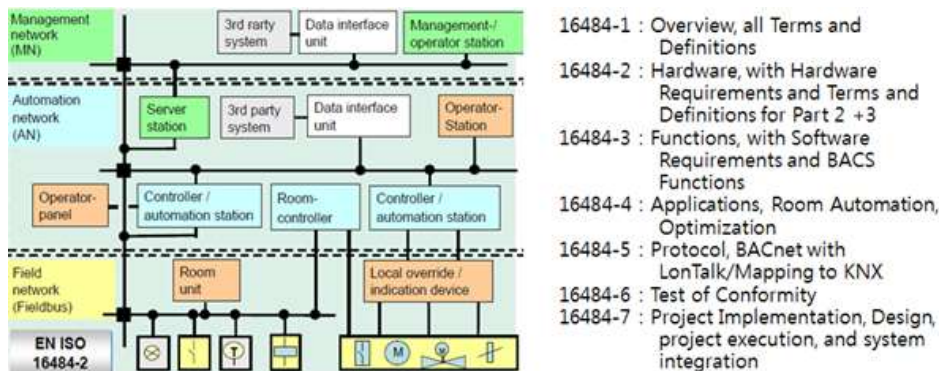 Management
network
(MN)
3rd rarty
system
Data interface
unit
Management-/
operator station
Automation
network
(AN)
Server
station
3rd party
system
Data interface
unit
Operator-
Station
Operator-
panel
Controller /
automation station
Room-
controller
Controller /
automation station
Field
network
(Fieldbus)
Room
unit
Local override /
indication device
EN ISO
16484-2
T
M
M
16484-1 : Overview, all Terms and
Definitions
16484-2 : Hardware, with Hardware
Requirements and Terms and
Definitions for Part 2 +3
16484-3 : Functions, with Software
Requirements and BACS
Functions
16484-4 : Applications, Room Automation,
Optimization
16484-5 : Protocol, BACnet with
LonTalk/Mapping to KNX
16484-6 : Test of Conformity
16484-7 : Project Implementation, Design,
project execution, and system
integration